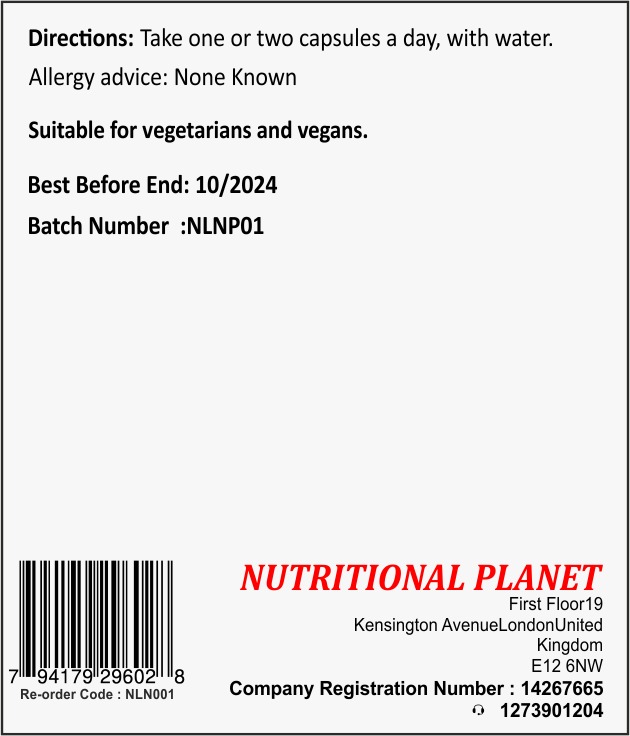 Directions: Take one or two capsules a day, with water.
Allergy advice: None Known
Suitable for vegetarians and vegans.
Best Before End: 10/2024
Batch Number  :NLNP01
NUTRITIONAL PLANET
First Floor19
Kensington AvenueLondonUnited
Kingdom
E12 6NW
Company Registration Number : 14267665
1273901204
7 94179 29602 8
Re-order Code : NLN001